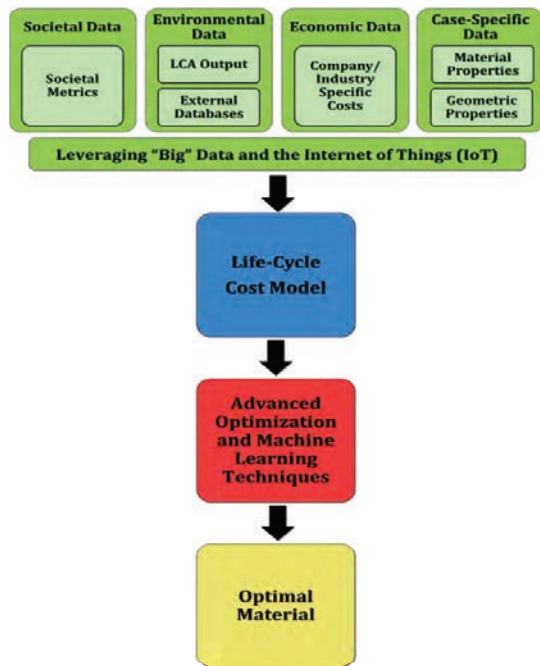 Societal Data
Societal
Metrics
Environmental
Data
LCA Output
External
Databases
Economic Data
Company/
Industry
Specific
Costs
Case-Specific
Data
Material
Properties
Geometric
Properties
Leveraging "Big" Data and the Internet of Things (IoT)
Life-Cycle
Cost Model
Advanced
Optimization
and Machine
Learning
Techniques
Optimal
Material